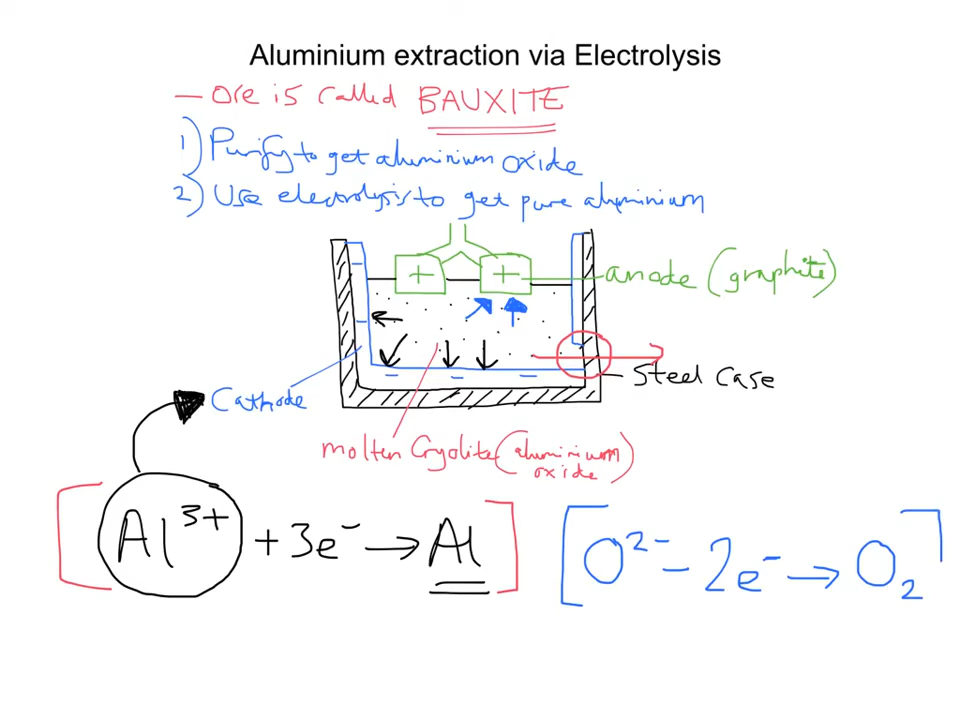 Aluminium extraction via Electrolysis
— Ore is called BAUXITE
1) Purify to get aluminium oxide
2) Use electrolysis to get pure aluminium
+ +
anode (graphite)
Steel Case
Cathode
molten Cryolite (aluminium
oxide)
[Al³⁺ + 3e⁻ → Al]
[O²⁻ – 2e⁻ → O₂]